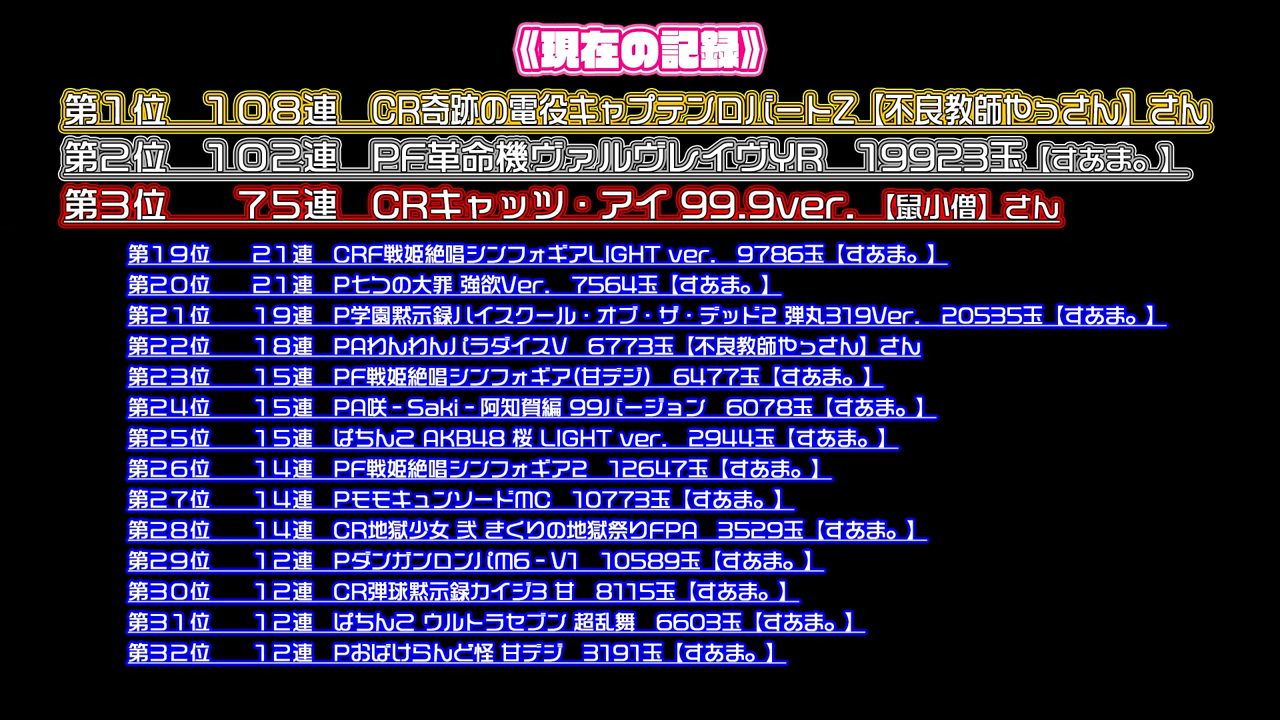 《現在の記録》
第1位　108連　CR奇跡の電役キャプテンロバートZ【不良教師やっさん】さん
第2位　102連　PF革命機ヴァルヴレイヴYR　19923玉【すあま。】
第3位　75連　CRキャッツ・アイ 99.9ver.【鼠小僧】さん
第19位　21連　CRF戦姫絶唱シンフォギアLIGHT ver.　9786玉【すあま。】
第20位　21連　P七つの大罪 強欲Ver.　7564玉【すあま。】
第21位　19連　P学園黙示録ハイスクール・オブ・ザ・デッド2 弾丸319Ver.　20535玉【すあま。】
第22位　18連　PAわんわんパラダイスV　6773玉【不良教師やっさん】さん
第23位　15連　PF戦姫絶唱シンフォギア(甘デジ)　6477玉【すあま。】
第24位　15連　PA咲-Saki-阿知賀編 99バージョン　6078玉【すあま。】
第25位　15連　ぱちんこ AKB48 桜 LIGHT ver.　2944玉【すあま。】
第26位　14連　PF戦姫絶唱シンフォギア2　12647玉【すあま。】
第27位　14連　PモモキュンソードMC　10773玉【すあま。】
第28位　14連　CR地獄少女 弐 きくりの地獄祭りFPA　3529玉【すあま。】
第29位　12連　PダンガンロンパM6-V1　10589玉【すあま。】
第30位　12連　CR弾球黙示録カイジ3 甘　8115玉【すあま。】
第31位　12連　ぱちんこ ウルトラセブン 超乱舞　6603玉【すあま。】
第32位　12連　Pおばけらんど怪 甘デジ　3191玉【すあま。】